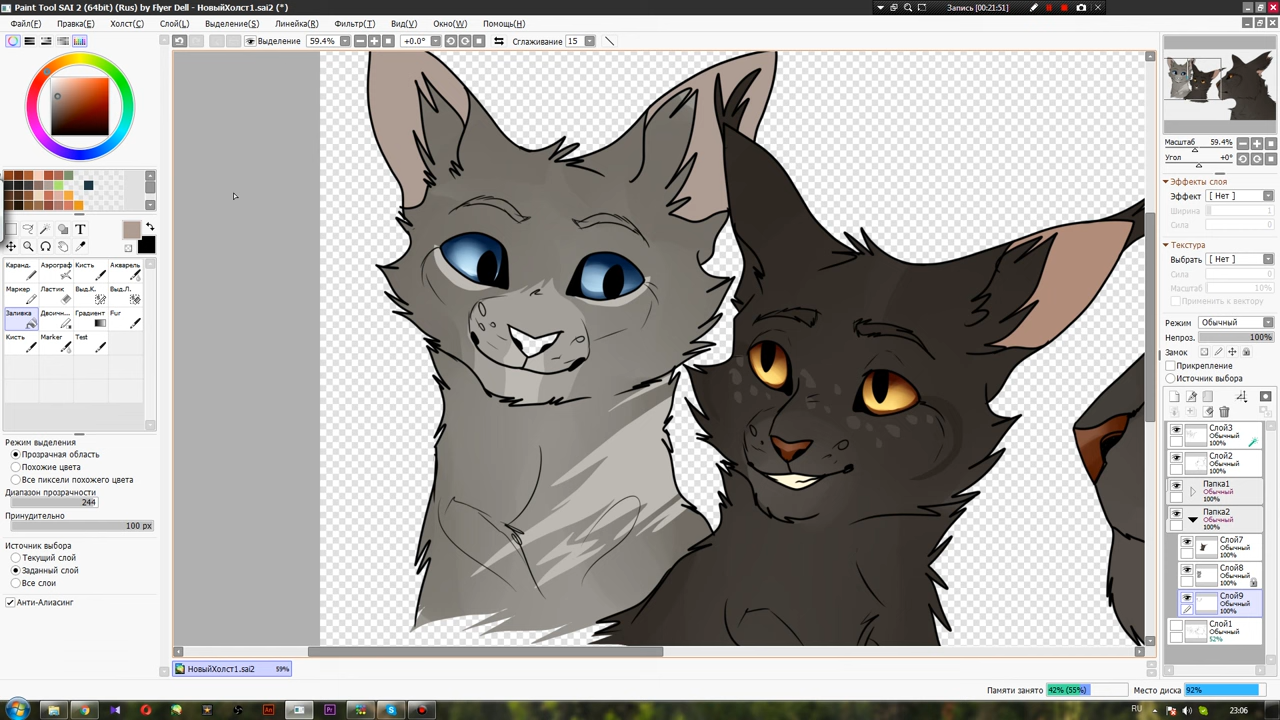 Paint Tool SAI 2 (64bit) (Rus) by Flyer Dell - НовыйХолст1.sai2 (*)
Запись [00:21:51]
Файл(F) Правка(E) Холст(C) Слой(L) Выделение(S) Линейка(R) Фильтр(T) Вид(V) Окно(W) Помощь(H)
Выделение 59.4% +0.0° Сглаживание 15
Масштаб 59.4%
Угол +0°
Эффекты слоя
Эффект [ Нет ]
Ширина 1
Сила 0
Текстура
Выбрать [ Нет ]
Сила 0
Масштаб 10%
Применить к вектору
Режим Обычный
Непроз. 100%
Замок
Прикрепление
Источник выбора
Слой3
Обычный
100%
Слой2
Обычный
100%
Папка1
Обычный
100%
Папка2
Обычный
100%
Слой7
Обычный
100%
Слой8
Обычный
100%
Слой9
Обычный
100%
Слой1
Обычный
52%
T
Каранд. Аэрограф Кисть Акварель
Маркер Ластик Выд.К. Выд.Л.
Заливка Двоичн... Градиент Fur
Кисть Marker Test
Режим выделения
Прозрачная область
Похожие цвета
Все пиксели похожего цвета
Диапазон прозрачности
244
Принудительно 100 px
Источник выбора
Текущий слой
Заданный слой
Все слои
Анти-Алиасинг
НовыйХолст1.sai2 59%
Памяти занято 42% (55%) Место диска 92%
An Pr S RU 23:06